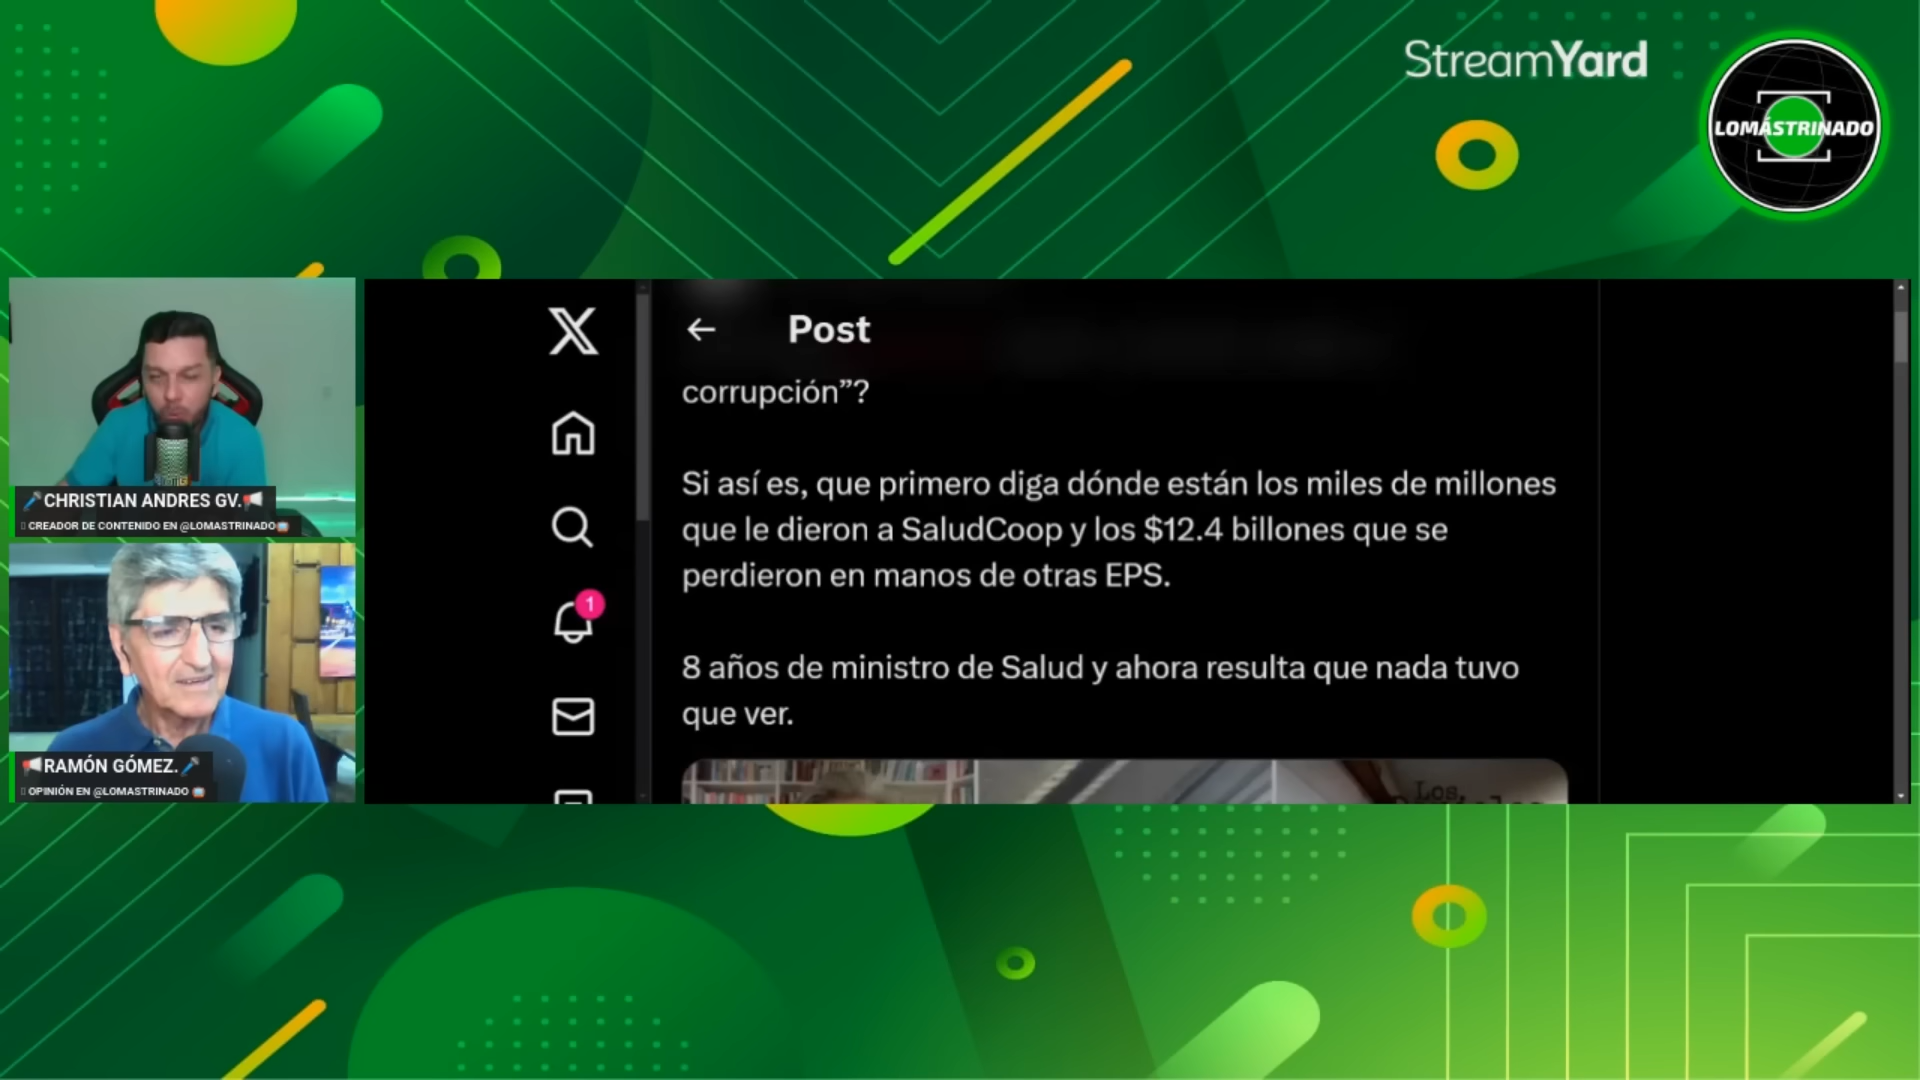 StreamYard
LOMÁSTRINADO
Post
corrupción”?
Si así es, que primero diga dónde están los miles de millones
que le dieron a SaludCoop y los $12.4 billones que se
perdieron en manos de otras EPS.
8 años de ministro de Salud y ahora resulta que nada tuvo
que ver.
Los
1
CHRISTIAN ANDRES GV.
CREADOR DE CONTENIDO EN @LOMASTRINADO
RAMÓN GÓMEZ.
OPINIÓN EN @LOMASTRINADO